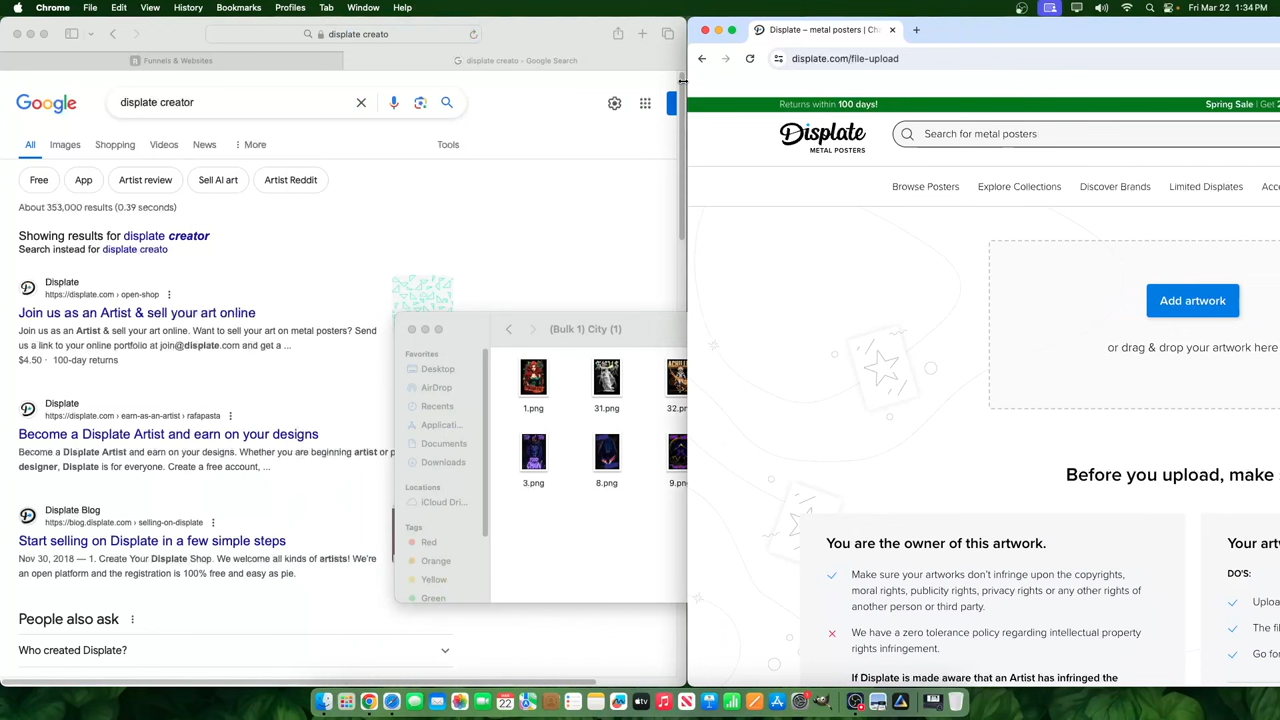 Chrome File Edit View History Bookmarks Profiles Tab Window Help
Fri Mar 22 1:34 PM
displate creato
Funnels & Websites
displate creato - Google Search
Google
displate creator
All Images Shopping Videos News More Tools
Free App Artist review Sell AI art Artist Reddit
About 353,000 results (0.39 seconds)
Showing results for displate creator
Search instead for displate creato
Displate
https://displate.com › open-shop
Join us as an Artist & sell your art online
Join us as an Artist & sell your art online. Want to sell your art on metal posters? Send
us a link to your online portfolio at join@displate.com and get a ...
$4.50 · 100-day returns
Displate
https://displate.com › earn-as-an-artist › rafapasta
Become a Displate Artist and earn on your designs
Become a Displate Artist and earn on your designs. Whether you are beginning artist or p
designer, Displate is for everyone. Create a free account, ...
Displate Blog
https://blog.displate.com › selling-on-displate
Start selling on Displate in a few simple steps
Nov 30, 2018 — 1. Create Your Displate Shop. We welcome all kinds of artists! We're
an open platform and the registration is 100% free and easy as pie.
People also ask
Who created Displate?
(Bulk 1) City (1)
Favorites
Desktop
AirDrop
Recents
Applicati...
Documents
Downloads
Locations
iCloud Dri...
Tags
Red
Orange
Yellow
Green
1.png 31.png 32.pn
3.png 8.png 9.png
Displate – metal posters | Ch
displate.com/file-upload
Returns within 100 days!
Spring Sale | Get 2
Displate
METAL POSTERS
Search for metal posters
Browse Posters Explore Collections Discover Brands Limited Displates Acc
Add artwork
or drag & drop your artwork here
Before you upload, make s
You are the owner of this artwork.
Make sure your artworks don't infringe upon the copyrights,
moral rights, publicity rights, privacy rights or any other rights of
another person or third party.
We have a zero tolerance policy regarding intellectual property
rights infringement.
If Displate is made aware that an Artist has infringed the
Your artw
DO'S:
Uploa
The fil
Go for
22